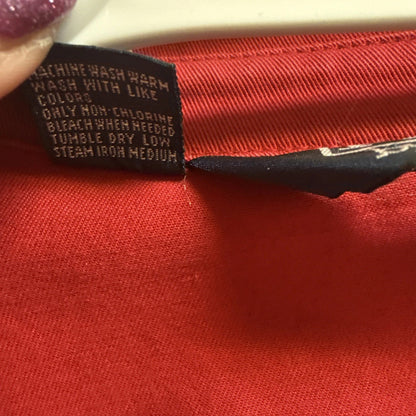 MACHINE WASH WARM
WASH WITH LIKE
COLORS
ONLY NON-CHLORINE
BLEACH WHEN NEEDED
TUMBLE DRY LOW
STEAM IRON MEDIUM